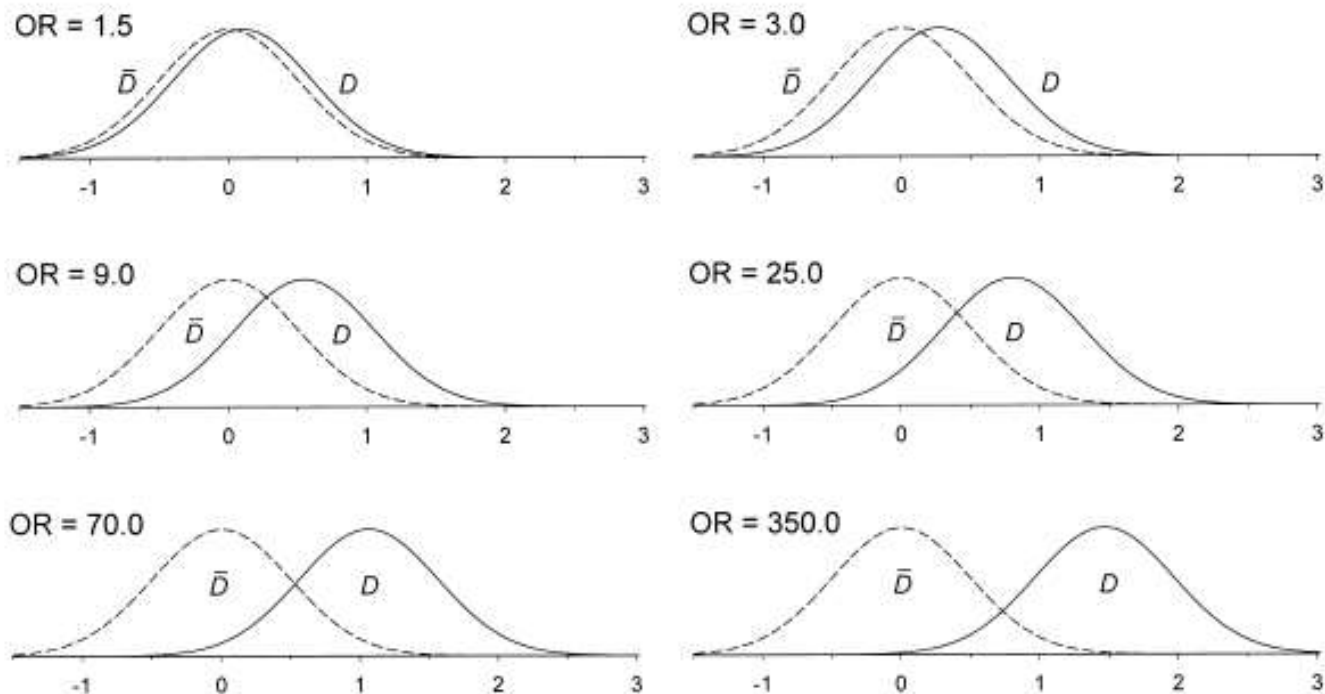 OR = 1.5
D̄ D
-1 0 1 2 3
OR = 3.0
D̄ D
-1 0 1 2 3
OR = 9.0
D̄ D
-1 0 1 2 3
OR = 25.0
D̄ D
-1 0 1 2 3
OR = 70.0
D̄ D
-1 0 1 2 3
OR = 350.0
D̄ D
-1 0 1 2 3